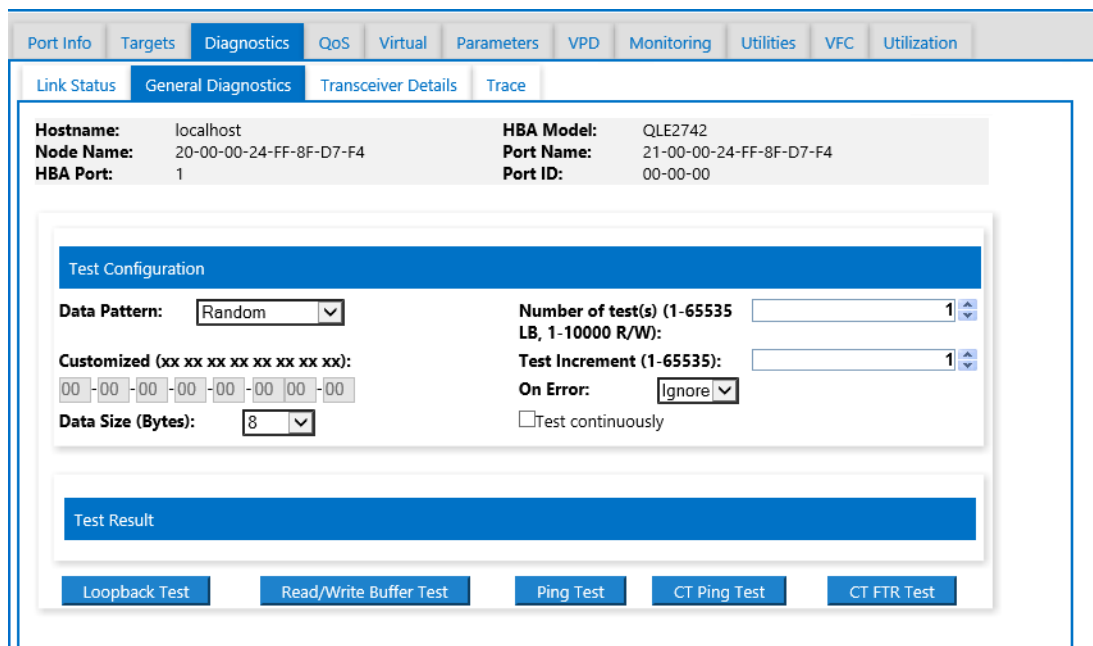 Port Info Targets Diagnostics QoS Virtual Parameters VPD Monitoring Utilities VFC Utilization
Link Status General Diagnostics Transceiver Details Trace
Hostname: localhost HBA Model: QLE2742
Node Name: 20-00-00-24-FF-8F-D7-F4 Port Name: 21-00-00-24-FF-8F-D7-F4
HBA Port: 1 Port ID: 00-00-00
Test Configuration
Data Pattern: Random Number of test(s) (1-65535 1
LB, 1-10000 R/W):
Customized (xx xx xx xx xx xx xx xx): Test Increment (1-65535): 1
00 -00 -00 -00 -00 -00 00 -00 On Error: Ignore
Data Size (Bytes): 8 Test continuously
Test Result
Loopback Test Read/Write Buffer Test Ping Test CT Ping Test CT FTR Test